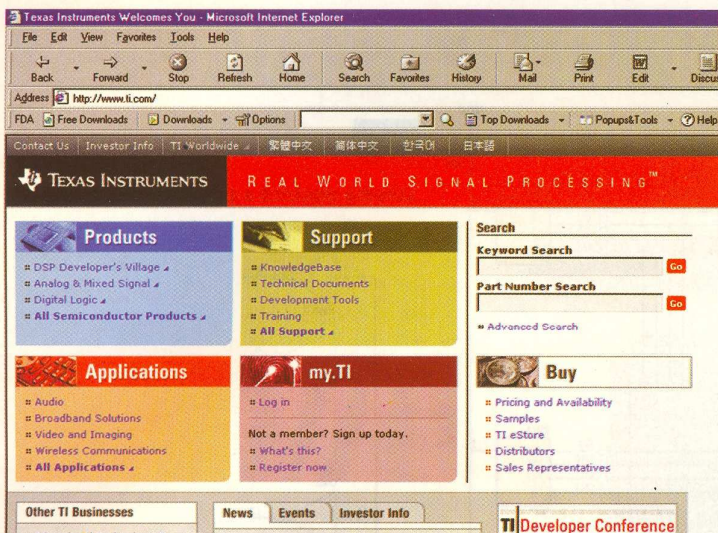 Texas Instruments Welcomes You - Microsoft Internet Explorer
File Edit View Favorites Tools Help
Back Forward Stop Refresh Home Search Favorites History Mail Print Edit Discus
Address http://www.ti.com/
FDA Free Downloads Downloads Options Top Downloads Popups&Tools Help
Contact Us Investor Info TI Worldwide 繁體中文 简体中文 한국어 日本語
TEXAS INSTRUMENTS REAL WORLD SIGNAL PROCESSING™
Products
DSP Developer's Village
Analog & Mixed Signal
Digital Logic
All Semiconductor Products
Support
KnowledgeBase
Technical Documents
Development Tools
Training
All Support
Search
Keyword Search
Go
Part Number Search
Go
Advanced Search
Applications
Audio
Broadband Solutions
Video and Imaging
Wireless Communications
All Applications
my.TI
Log in
Not a member? Sign up today.
What's this?
Register now
Buy
Pricing and Availability
Samples
TI eStore
Distributors
Sales Representatives
Other TI Businesses
News Events Investor Info
TI Developer Conference